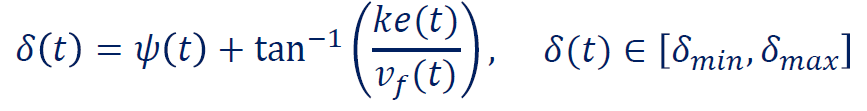 δ(t) = ψ(t) + tan⁻¹ (ke(t)/v_f(t)), δ(t) ∈ [δ_min, δ_max]